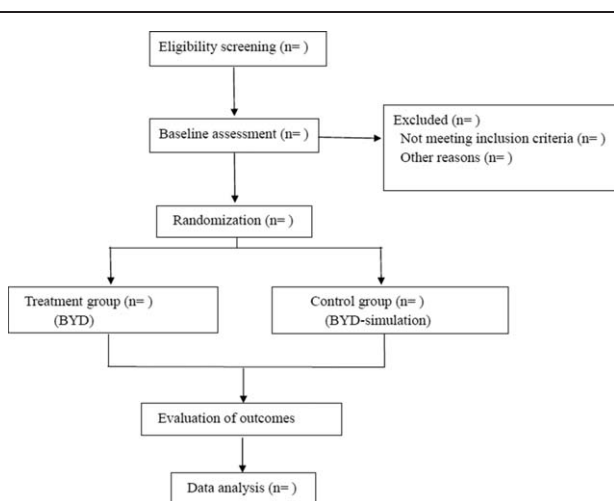 Eligibility screening (n= )
Baseline assessment (n= )
Excluded (n= )
Not meeting inclusion criteria (n= )
Other reasons (n= )
Randomization (n= )
Treatment group (n= )
(BYD)
Control group (n= )
(BYD-simulation)
Evaluation of outcomes
Data analysis (n= )